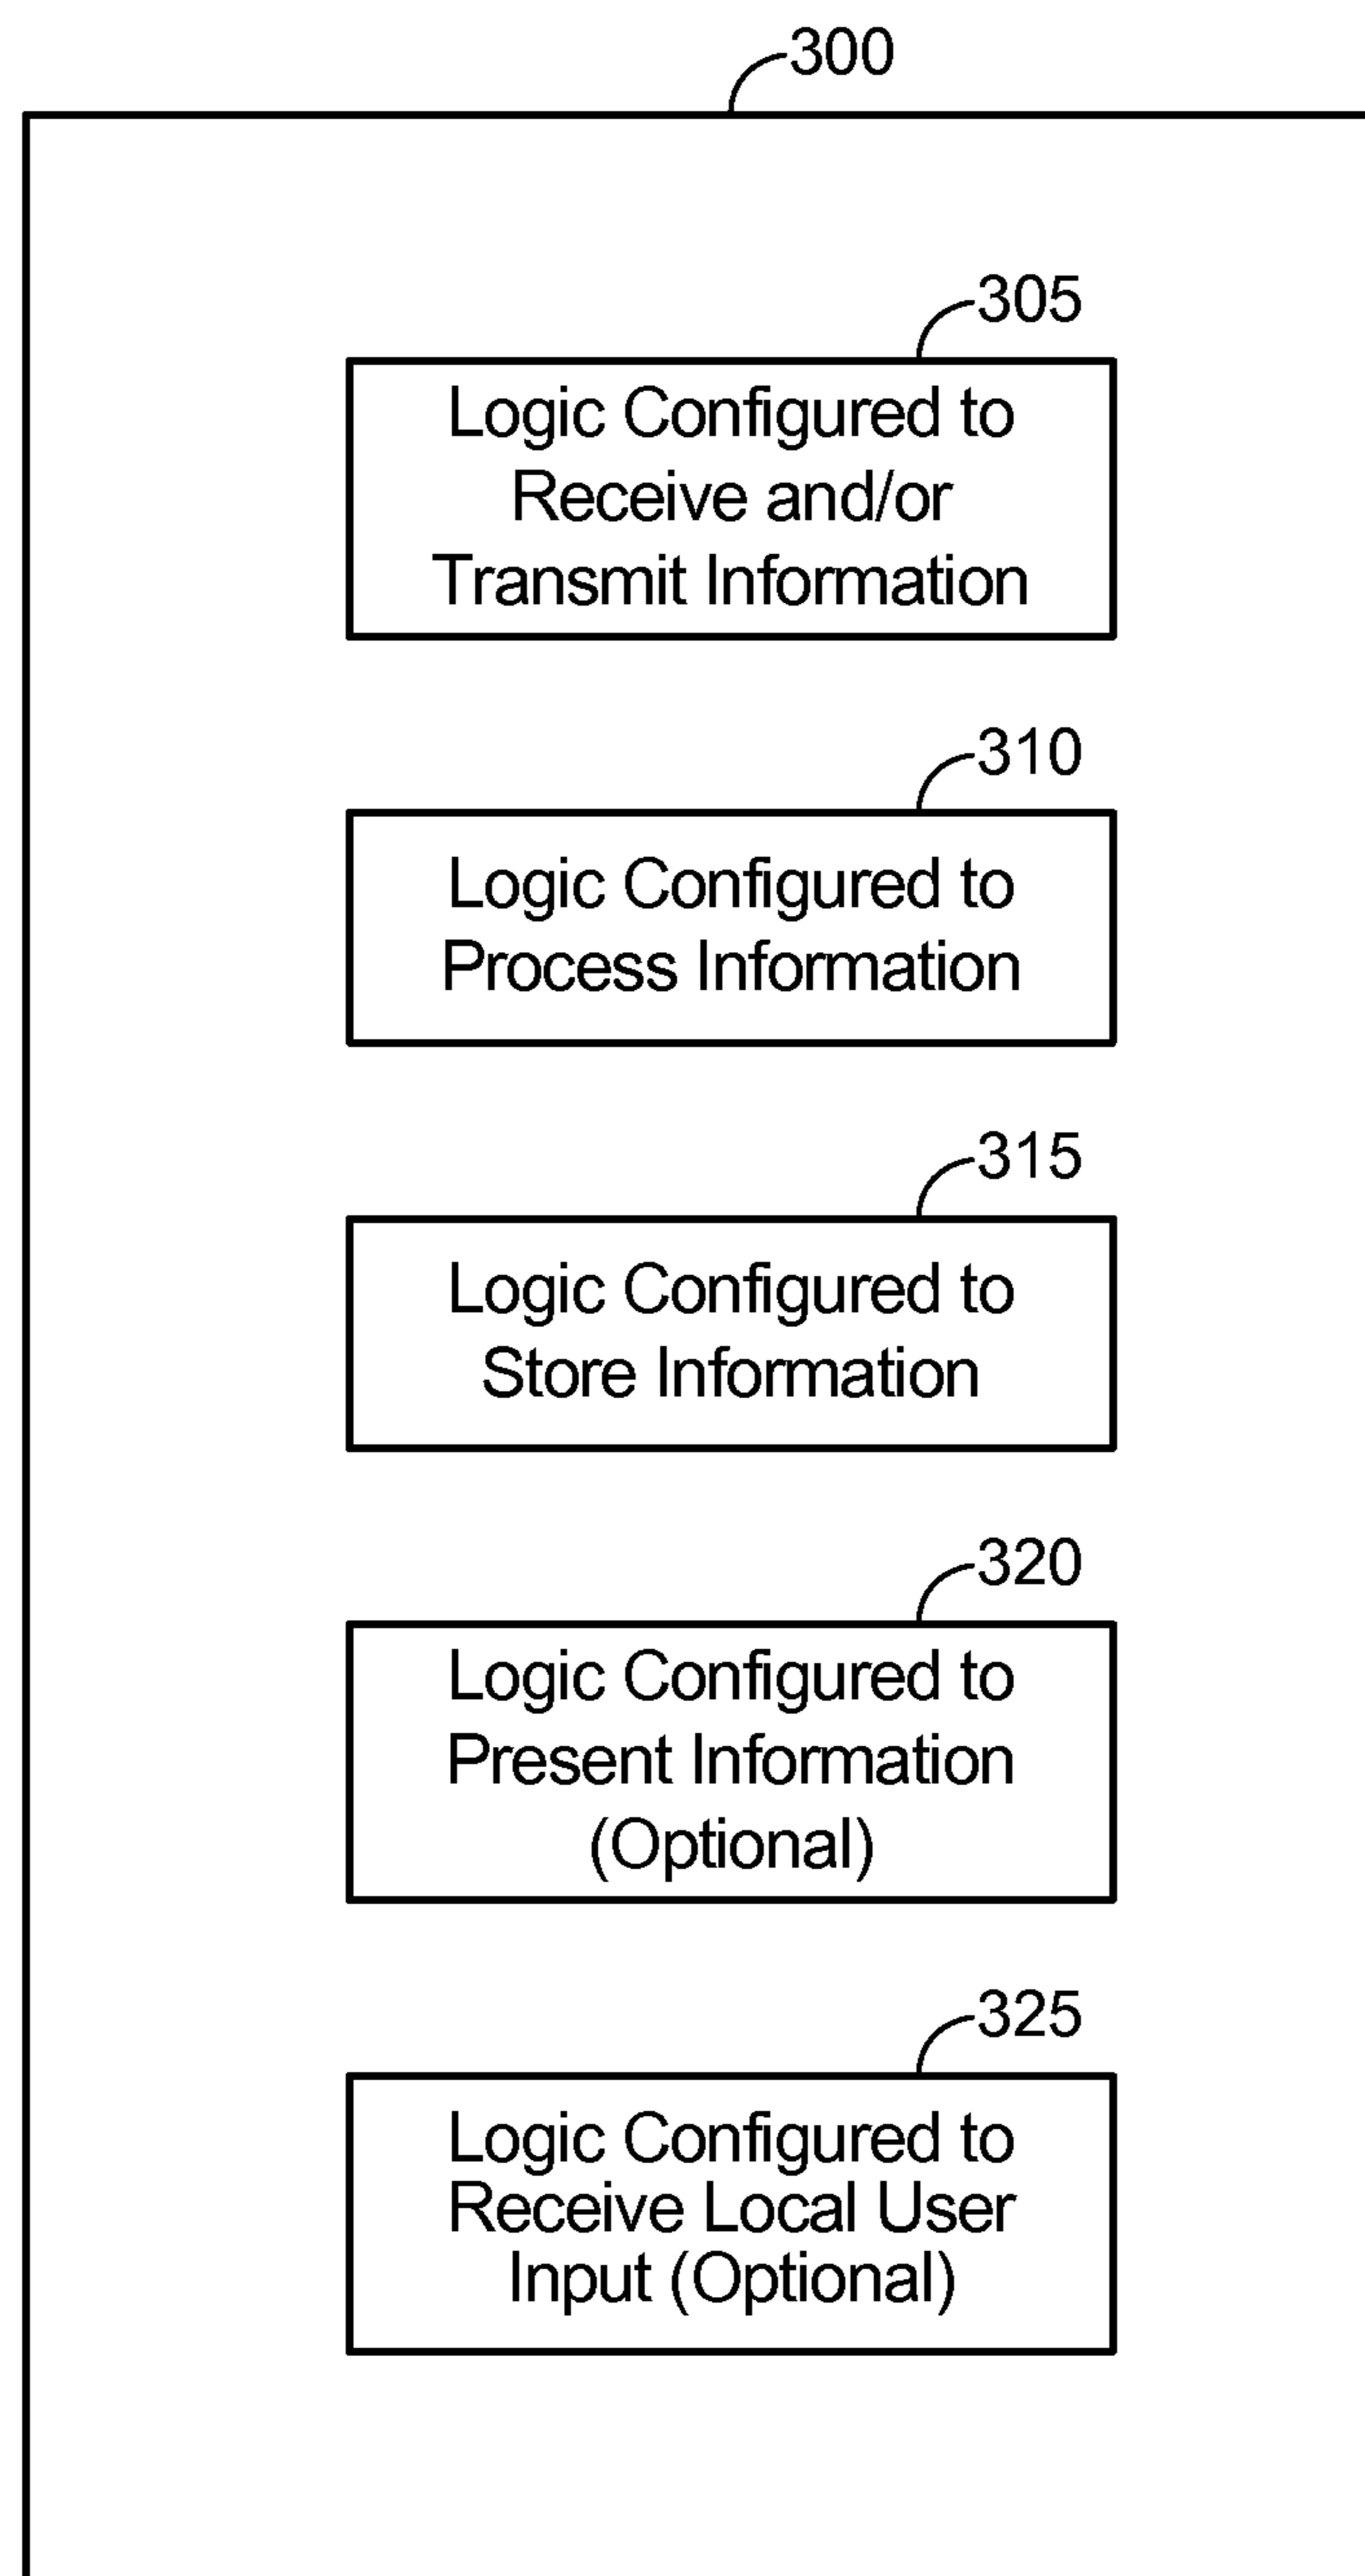 300
305
Logic Configured to
Receive and/or
Transmit Information
310
Logic Configured to
Process Information
315
Logic Configured to
Store Information
320
Logic Configured to
Present Information
(Optional)
325
Logic Configured to
Receive Local User
Input (Optional)